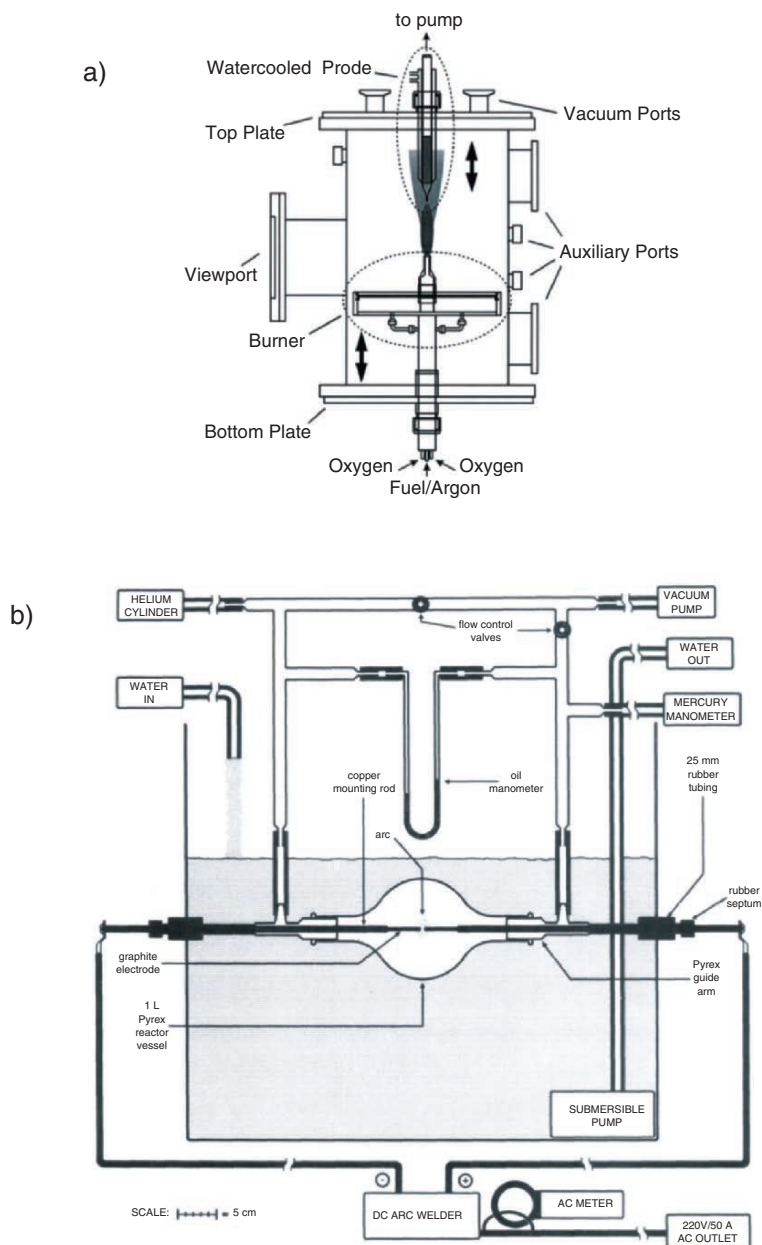 a)
to pump
Watercooled Prode
Top Plate
Vacuum Ports
Viewport
Auxiliary Ports
Burner
Bottom Plate
Oxygen
Oxygen
Fuel/Argon
b)
HELIUM
CYLINDER
flow control
valves
VACUUM
PUMP
WATER
OUT
WATER
IN
MERCURY
MANOMETER
copper
mounting rod
oil
manometer
25 mm
rubber
tubing
arc
rubber
septum
graphite
electrode
Pyrex
guide
arm
1 L
Pyrex
reactor
vessel
SUBMERSIBLE
PUMP
- +
SCALE: = 5 cm
DC ARC WELDER
AC METER
220V/50 A
AC OUTLET